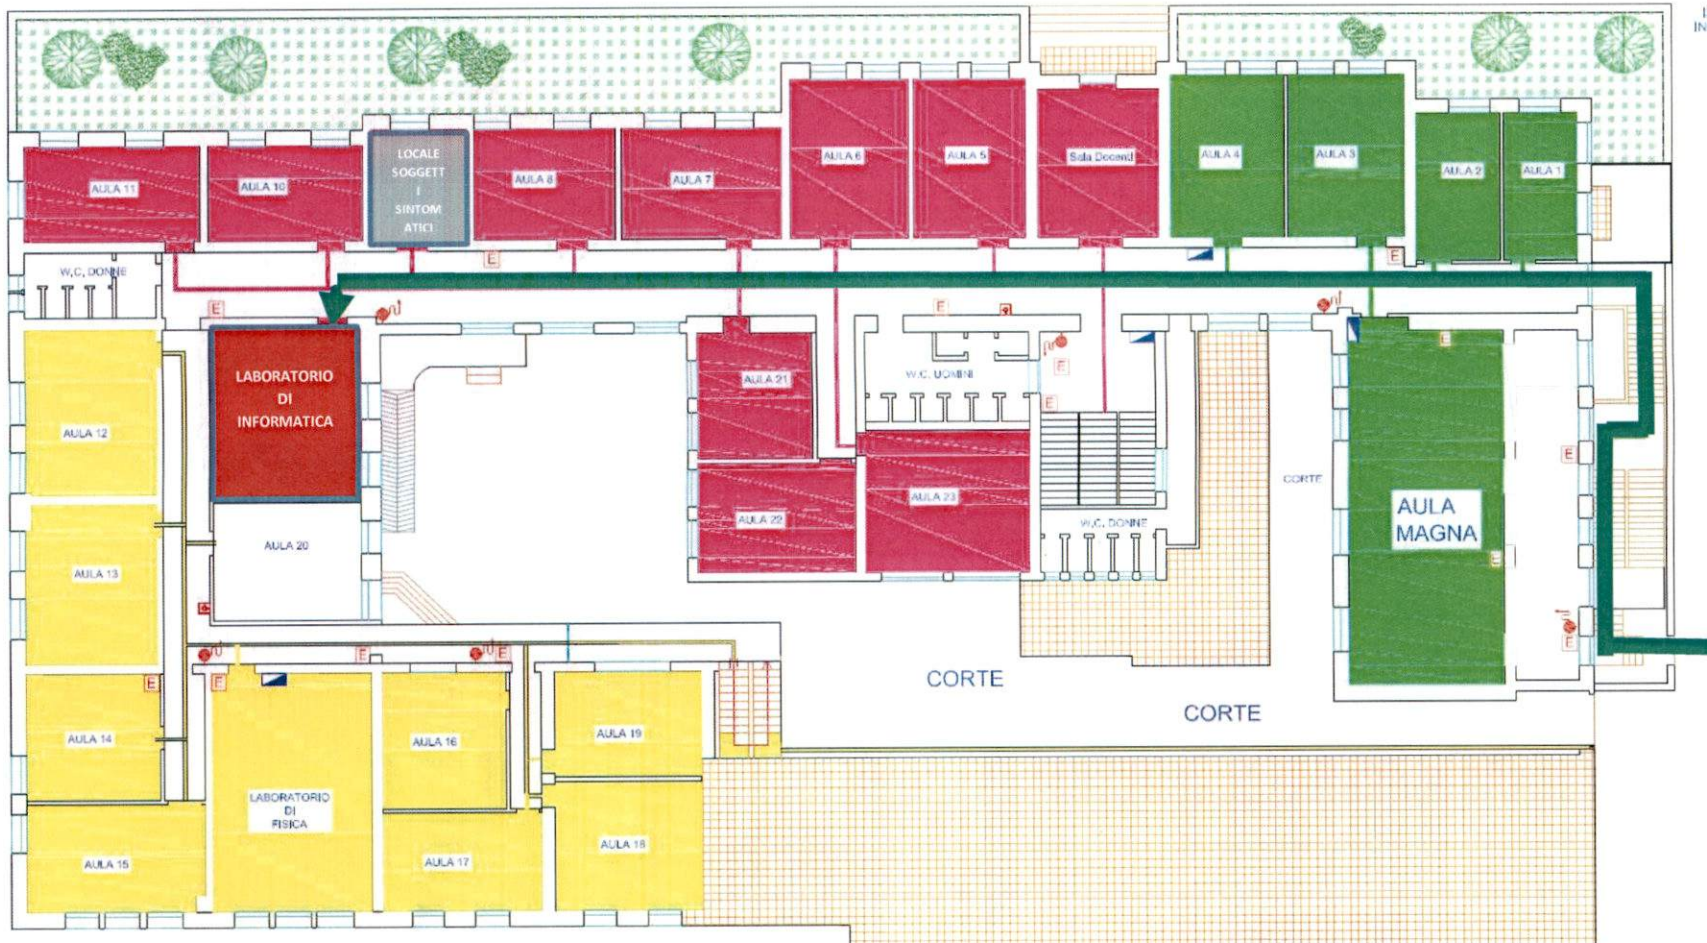 I
IN
LOCALE
SOGGETT
I
SINTOM
ATICI
AULA 11
AULA 10
AULA 8
AULA 7
AULA 6
AULA 5
Sala Docenti
AULA 4
AULA 3
AULA 2
AULA 1
W.C. DONNE
E
E
E
E
LABORATORIO
DI
INFORMATICA
AULA 12
AULA 21
W.C. UOMINI
E
E
E
AULA 20
AULA 13
AULA 22
AULA 23
W.C. DONNE
CORTE
AULA
MAGNA
E
E
E
E
E
E
E
CORTE
CORTE
AULA 14
AULA 16
AULA 19
LABORATORIO
DI
FISICA
AULA 15
AULA 17
AULA 18